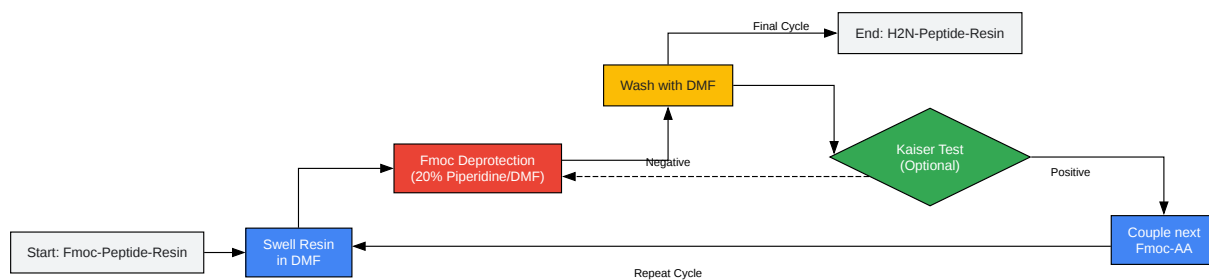 Final Cycle
End: H2N-Peptide-Resin
Wash with DMF
Fmoc Deprotection
(20% Piperidine/DMF)
Negative
Kaiser Test
(Optional)
Positive
Start: Fmoc-Peptide-Resin
Swell Resin
in DMF
Couple next
Fmoc-AA
Repeat Cycle